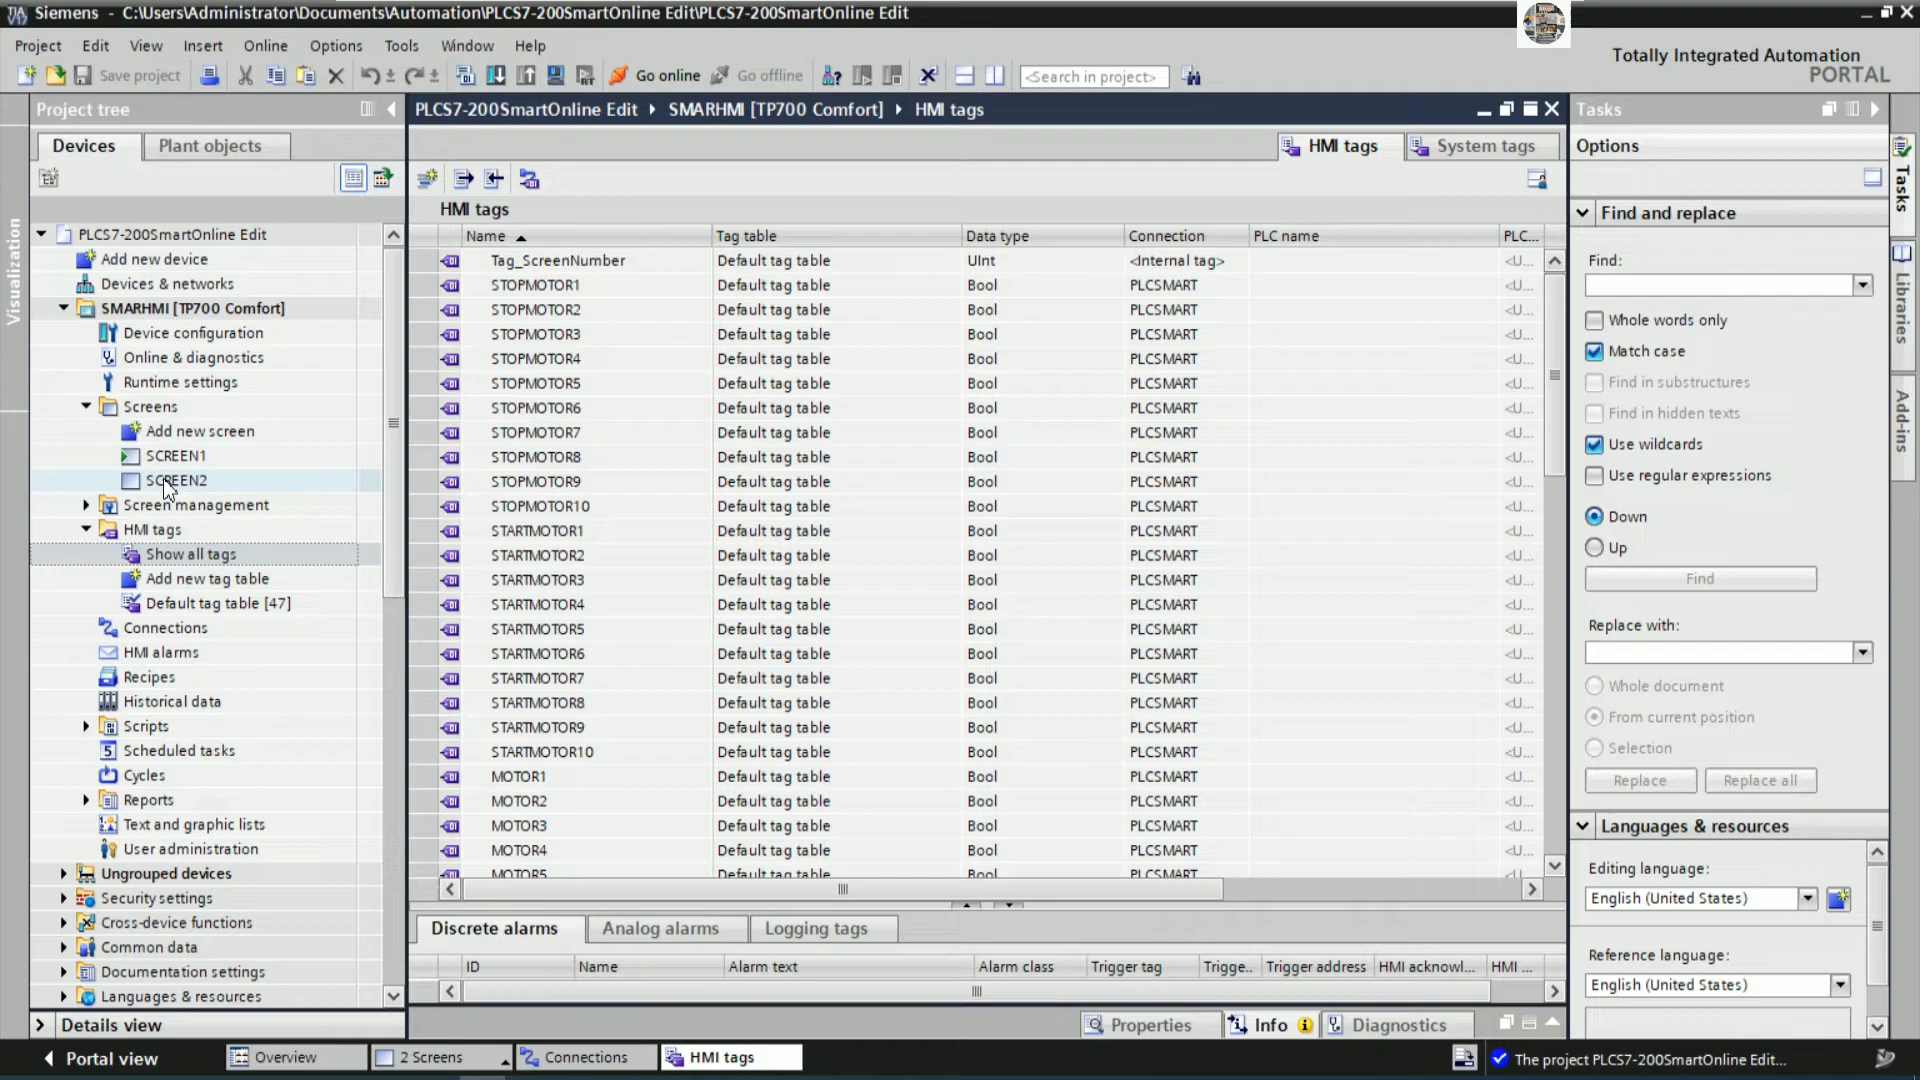 Siemens - C:\Users\Administrator\Documents\Automation\PLCS7-200SmartOnline Edit\PLCS7-200SmartOnline Edit
Project Edit View Insert Online Options Tools Window Help
Totally Integrated Automation
PORTAL
Save project Go online Go offline <Search in project>
Project tree
PLCS7-200SmartOnline Edit SMARHMI [TP700 Comfort] HMI tags
Tasks
Devices Plant objects
HMI tags System tags
Options
HMI tags
Find and replace
Name Tag table Data type Connection PLC name PLC...
Tag_ScreenNumber Default tag table UInt <Internal tag> <U...
STOPMOTOR1 Default tag table Bool PLCSMART <U...
STOPMOTOR2 Default tag table Bool PLCSMART <U...
STOPMOTOR3 Default tag table Bool PLCSMART <U...
STOPMOTOR4 Default tag table Bool PLCSMART <U...
STOPMOTOR5 Default tag table Bool PLCSMART <U...
STOPMOTOR6 Default tag table Bool PLCSMART <U...
STOPMOTOR7 Default tag table Bool PLCSMART <U...
STOPMOTOR8 Default tag table Bool PLCSMART <U...
STOPMOTOR9 Default tag table Bool PLCSMART <U...
STOPMOTOR10 Default tag table Bool PLCSMART <U...
STARTMOTOR1 Default tag table Bool PLCSMART <U...
STARTMOTOR2 Default tag table Bool PLCSMART <U...
STARTMOTOR3 Default tag table Bool PLCSMART <U...
STARTMOTOR4 Default tag table Bool PLCSMART <U...
STARTMOTOR5 Default tag table Bool PLCSMART <U...
STARTMOTOR6 Default tag table Bool PLCSMART <U...
STARTMOTOR7 Default tag table Bool PLCSMART <U...
STARTMOTOR8 Default tag table Bool PLCSMART <U...
STARTMOTOR9 Default tag table Bool PLCSMART <U...
STARTMOTOR10 Default tag table Bool PLCSMART <U...
MOTOR1 Default tag table Bool PLCSMART <U...
MOTOR2 Default tag table Bool PLCSMART <U...
MOTOR3 Default tag table Bool PLCSMART <U...
MOTOR4 Default tag table Bool PLCSMART <U...
MOTOR5 Default tag table Bool PLCSMART <U...
Visualization
PLCS7-200SmartOnline Edit
Add new device
Devices & networks
SMARHMI [TP700 Comfort]
Device configuration
Online & diagnostics
Runtime settings
Screens
Add new screen
SCREEN1
SCREEN2
Screen management
HMI tags
Show all tags
Add new tag table
Default tag table [47]
Connections
HMI alarms
Recipes
Historical data
Scripts
Scheduled tasks
Cycles
Reports
Text and graphic lists
User administration
Ungrouped devices
Security settings
Cross-device functions
Common data
Documentation settings
Languages & resources
Details view
Find:
Whole words only
Match case
Find in substructures
Find in hidden texts
Use wildcards
Use regular expressions
Down
Up
Find
Replace with:
Whole document
From current position
Selection
Replace Replace all
Languages & resources
Editing language:
English (United States)
Reference language:
English (United States)
Tasks
Libraries
Add-ins
Discrete alarms Analog alarms Logging tags
ID Name Alarm text Alarm class Trigger tag Trigge.. Trigger address HMI acknowl... HMI ...
Properties Info Diagnostics
Portal view Overview 2 Screens Connections HMI tags The project PLCS7-200SmartOnline Edit...